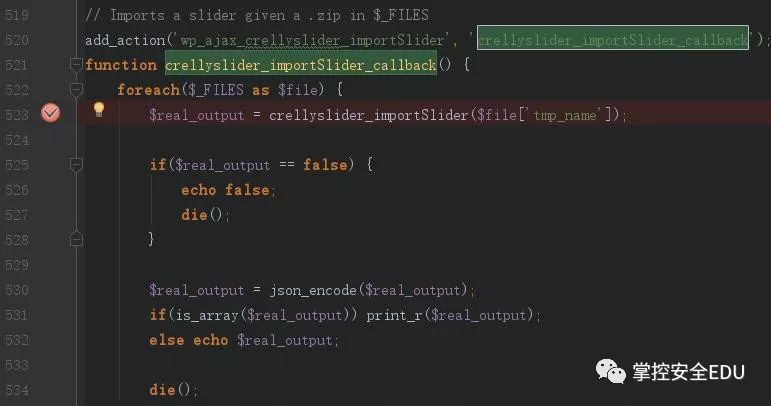 519 // Imports a slider given a .zip in $_FILES
520 add_action('wp_ajax_crellyslider_importSlider', 'crellyslider_importSlider_callback');
521 function crellyslider_importSlider_callback() {
522 foreach($_FILES as $file) {
523 $real_output = crellyslider_importSlider($file['tmp_name']);
524
525 if($real_output == false) {
526 echo false;
527 die();
528 }
529
530 $real_output = json_encode($real_output);
531 if(is_array($real_output)) print_r($real_output);
532 else echo $real_output;
533
534 die();
掌控安全EDU